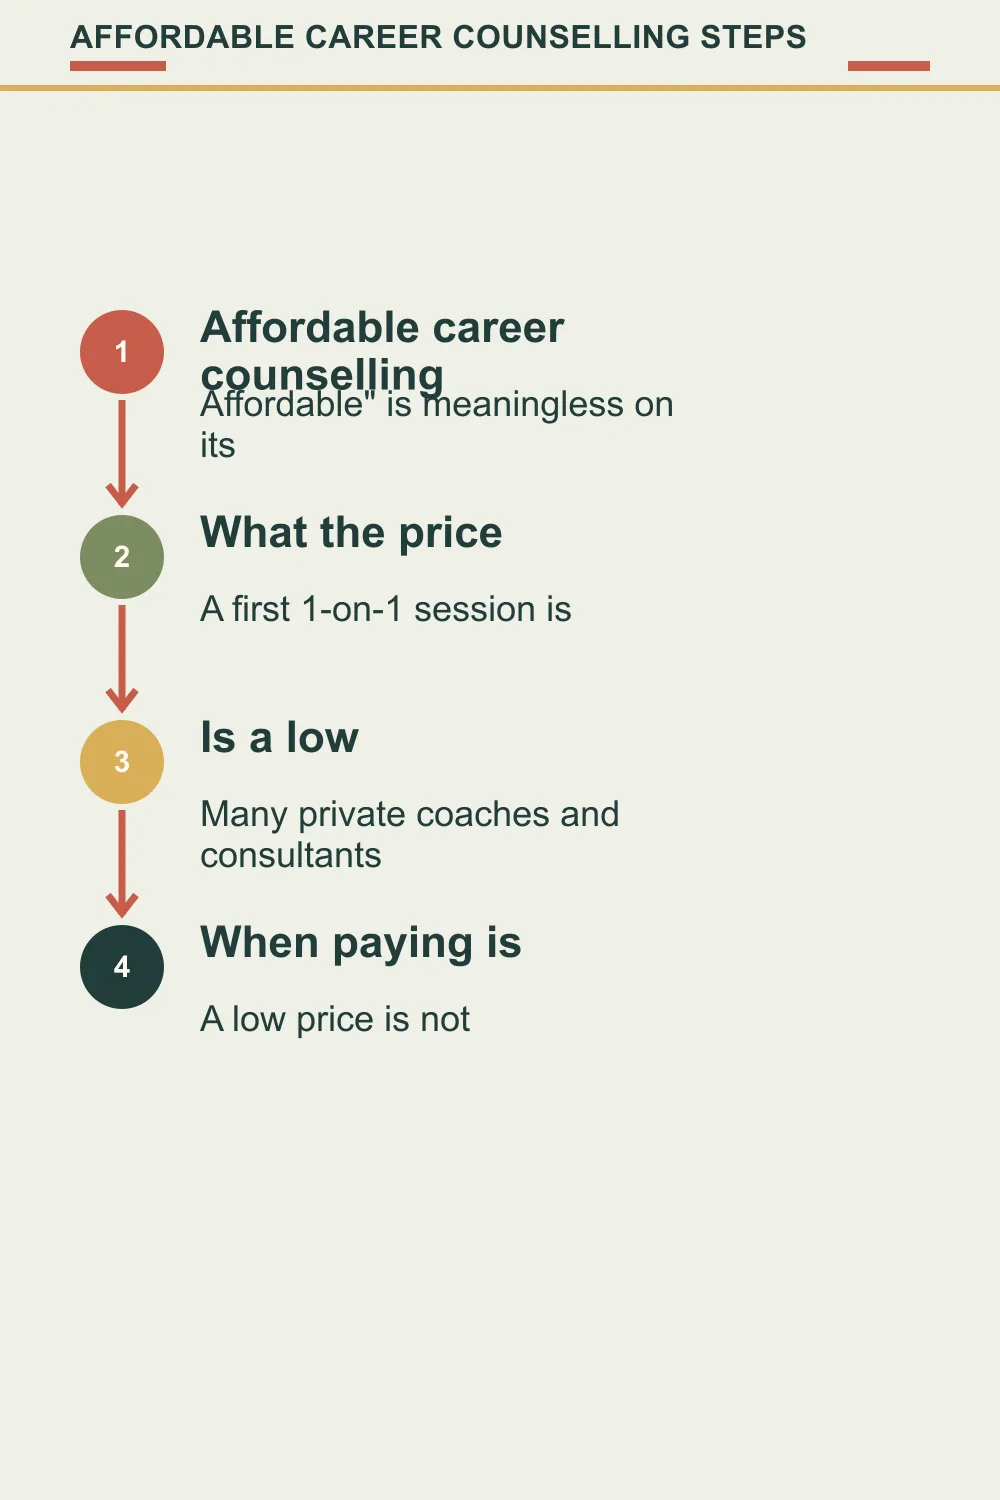 AFFORDABLE CAREER COUNSELLING STEPS
1
Affordable career
counselling
Affordable" is meaningless on
its
2
What the price
A first 1-on-1 session is
3
Is a low
Many private coaches and
consultants
4
When paying is
A low price is not